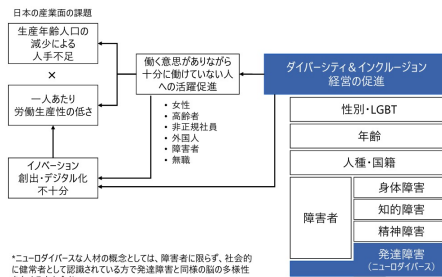 日本の産業面の課題
生産年齢人口の
減少による
人手不足
×
一人あたり
労働生産性の低さ
イノベーション
創出・デジタル化
不十分
働く意思がありながら
十分に働けていない人
への活躍促進
• 女性
• 高齢者
• 非正規社員
• 外国人
• 障害者
• 無職
ダイバーシティ＆インクルージョン
経営の促進
性別・LGBT
年齢
人種・国籍
障害者
身体障害
知的障害
精神障害
発達障害
（ニューロダイバース）
*ニューロダイバースな人材の概念としては、障害者に限らず、社会的
に健常者として認識されている方で発達障害と同様の脳の多様性